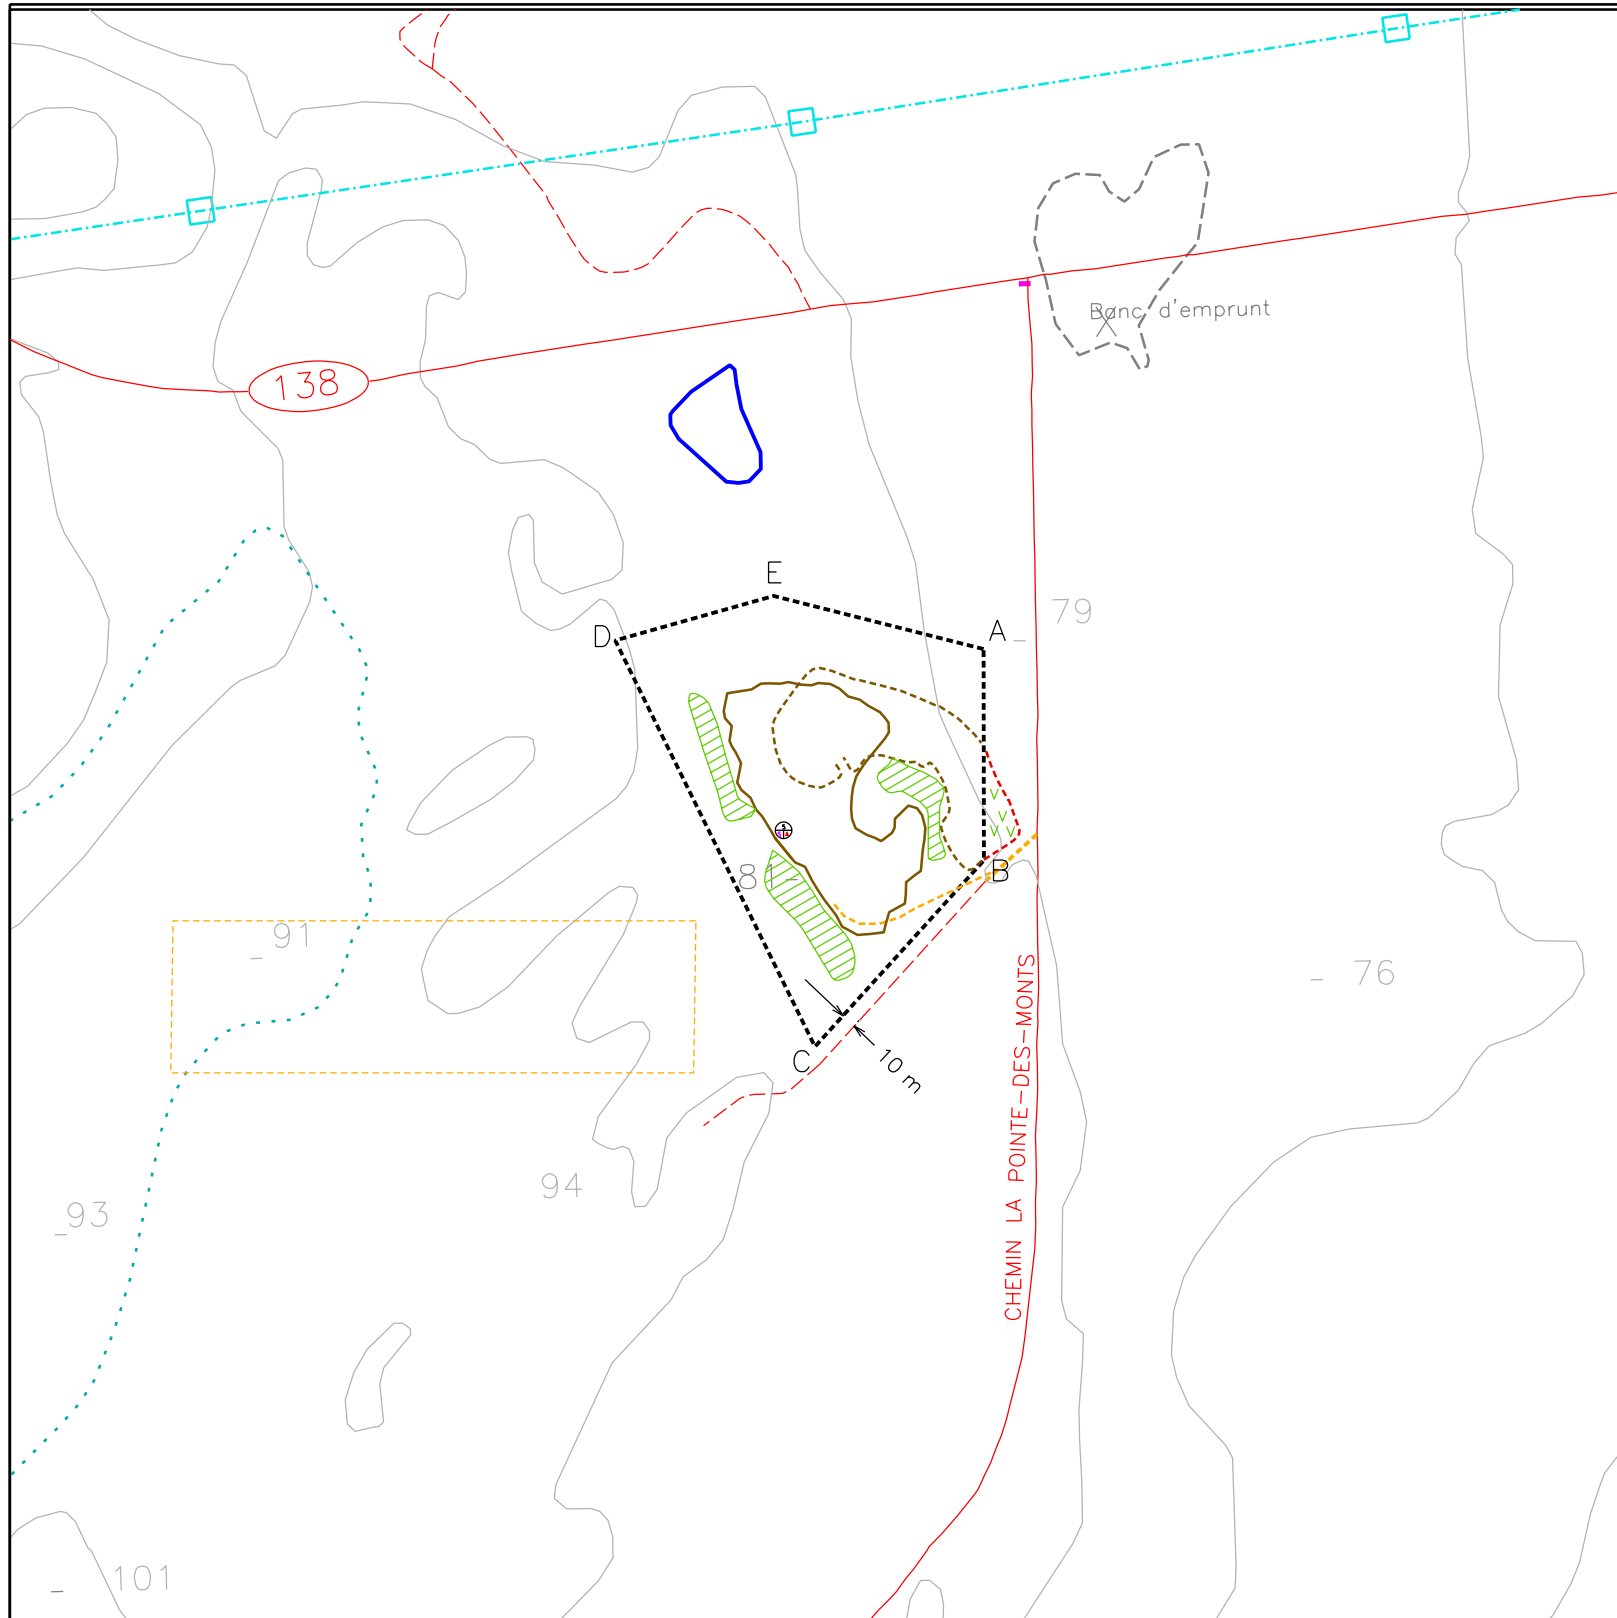 Banc d'emprunt
138
E
79
D
A
81
B
91
76
C
10 m
CHEMIN LA POINTE-DES-MONTS
94
93
101